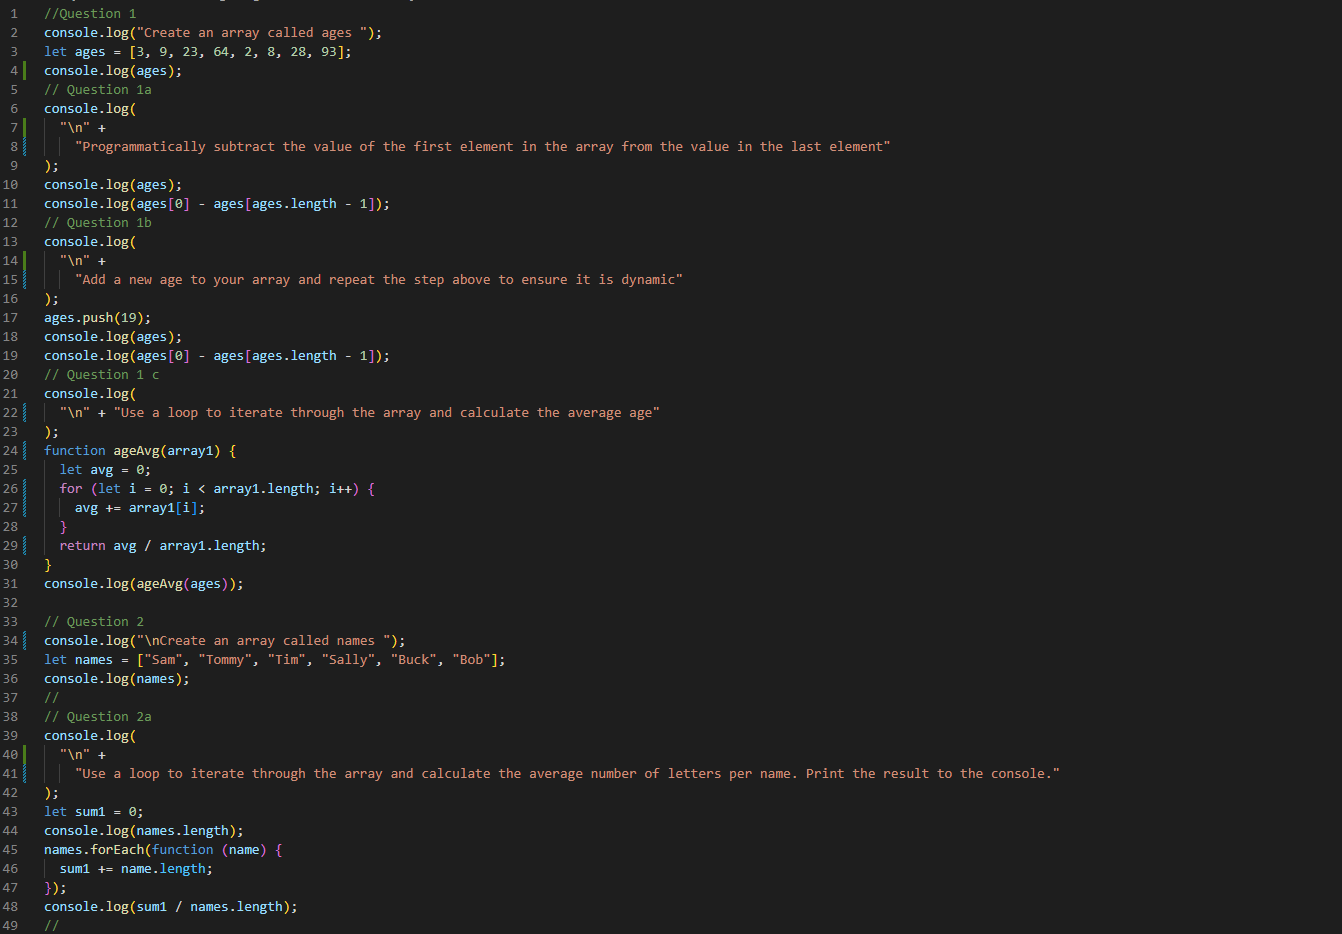 1 //Question 1
2 console.log("Create an array called ages ");
3 let ages = [3, 9, 23, 64, 2, 8, 28, 93];
4 console.log(ages);
5 // Question 1a
6 console.log(
7 "\n" +
8 "Programmatically subtract the value of the first element in the array from the value in the last element"
9 );
10 console.log(ages);
11 console.log(ages[0] - ages[ages.length - 1]);
12 // Question 1b
13 console.log(
14 "\n" +
15 "Add a new age to your array and repeat the step above to ensure it is dynamic"
16 );
17 ages.push(19);
18 console.log(ages);
19 console.log(ages[0] - ages[ages.length - 1]);
20 // Question 1 c
21 console.log(
22 "\n" + "Use a loop to iterate through the array and calculate the average age"
23 );
24 function ageAvg(array1) {
25 let avg = 0;
26 for (let i = 0; i < array1.length; i++) {
27 avg += array1[i];
28 }
29 return avg / array1.length;
30 }
31 console.log(ageAvg(ages));
32
33 // Question 2
34 console.log("\nCreate an array called names ");
35 let names = ["Sam", "Tommy", "Tim", "Sally", "Buck", "Bob"];
36 console.log(names);
37 //
38 // Question 2a
39 console.log(
40 "\n" +
41 "Use a loop to iterate through the array and calculate the average number of letters per name. Print the result to the console."
42 );
43 let sum1 = 0;
44 console.log(names.length);
45 names.forEach(function (name) {
46 sum1 += name.length;
47 });
48 console.log(sum1 / names.length);
49 //